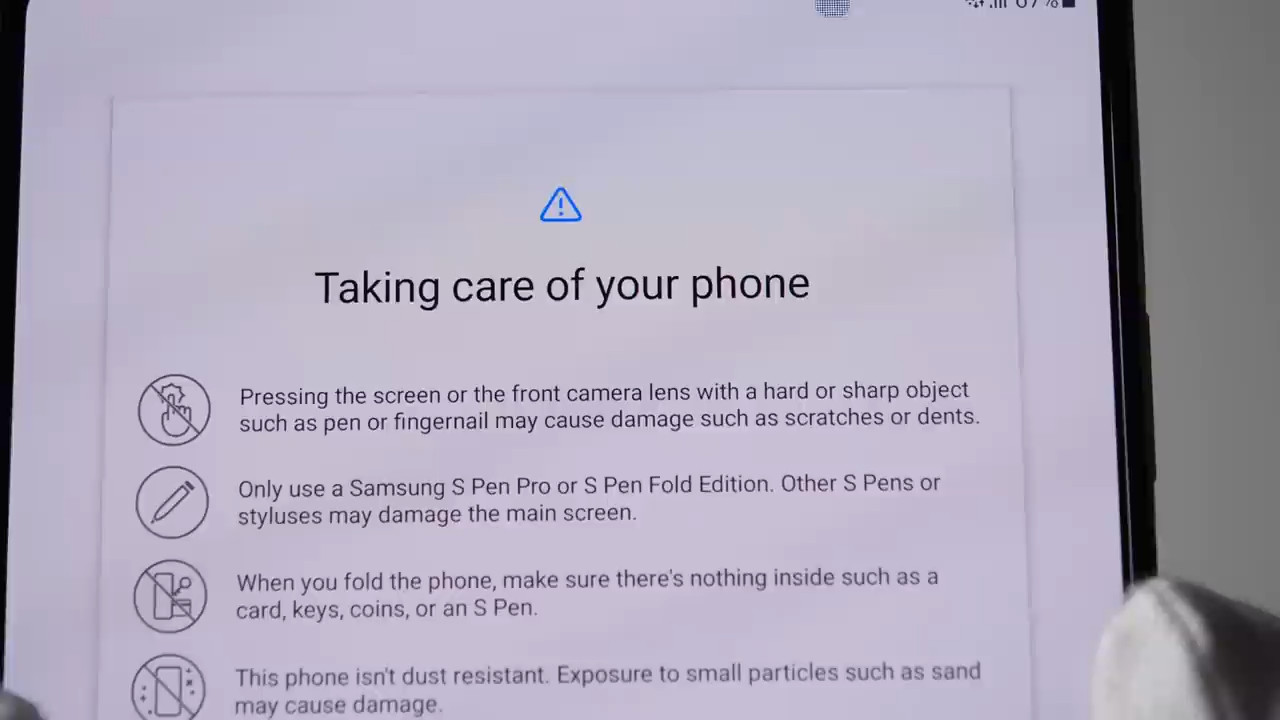 Taking care of your phone
Pressing the screen or the front camera lens with a hard or sharp object
such as pen or fingernail may cause damage such as scratches or dents.
Only use a Samsung S Pen Pro or S Pen Fold Edition. Other S Pens or
styluses may damage the main screen.
When you fold the phone, make sure there's nothing inside such as a
card, keys, coins, or an S Pen.
This phone isn't dust resistant. Exposure to small particles such as sand
may cause damage.